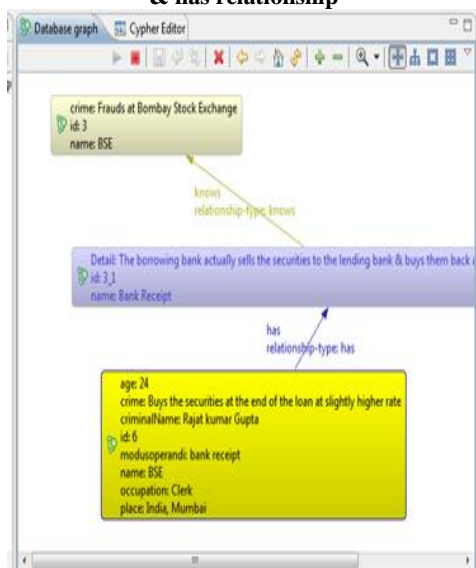 & has relationship
Database graph Cypher Editor
crime: Frauds at Bombay Stock Exchange
id: 3
name: BSE
knows
relationship-type: knows
Detail: The borrowing bank actually sells the securities to the lending bank & buys them back a
id: 3_1
name: Bank Receipt
has
relationship-type: has
age: 24
crime: Buys the securities at the end of the loan at slightly higher rate
criminalName: Rajat kumar Gupta
id: 6
modusoperandi: bank receipt
name: BSE
occupation: Clerk
place: India, Mumbai